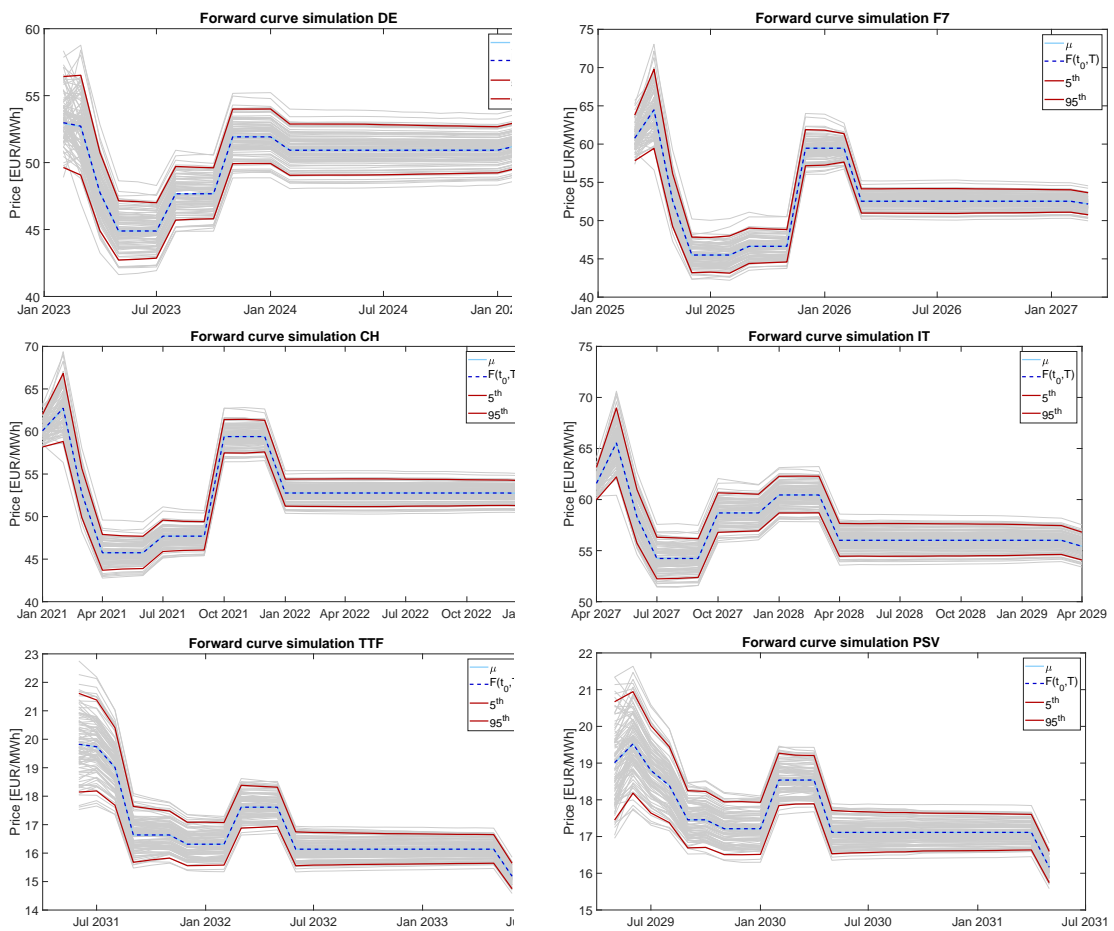 Forward curve simulation DE
60
55
50
45
40
Price [EUR/MWh]
Jan 2023
Jul 2023
Jan 2024
Jul 2024
Jan 202
Forward curve simulation F7
75
70
65
60
55
50
45
40
Price [EUR/MWh]
μ
F(t0,T)
5th
95th
Jan 2025
Jul 2025
Jan 2026
Jul 2026
Jan 2027
Forward curve simulation CH
70
65
60
55
50
45
40
Price [EUR/MWh]
μ
F(t0,T
5th
95th
Jan 2021
Apr 2021
Jul 2021
Oct 2021
Jan 2022
Apr 2022
Jul 2022
Oct 2022
Jan
Forward curve simulation IT
75
70
65
60
55
50
Price [EUR/MWh]
μ
F(t0,T)
5th
95th
Apr 2027
Jul 2027
Oct 2027
Jan 2028
Apr 2028
Jul 2028
Oct 2028
Jan 2029
Apr 2029
Forward curve simulation TTF
23
22
21
20
19
18
17
16
15
14
Price [EUR/MWh]
μ
F(t0,T
5th
95th
Jul 2031
Jan 2032
Jul 2032
Jan 2033
Forward curve simulation PSV
22
21
20
19
18
17
16
15
Price [EUR/MWh]
μ
F(t0,T)
5th
95th
Jul 2029
Jan 2030
Jul 2030
Jan 2031
Jul 2031